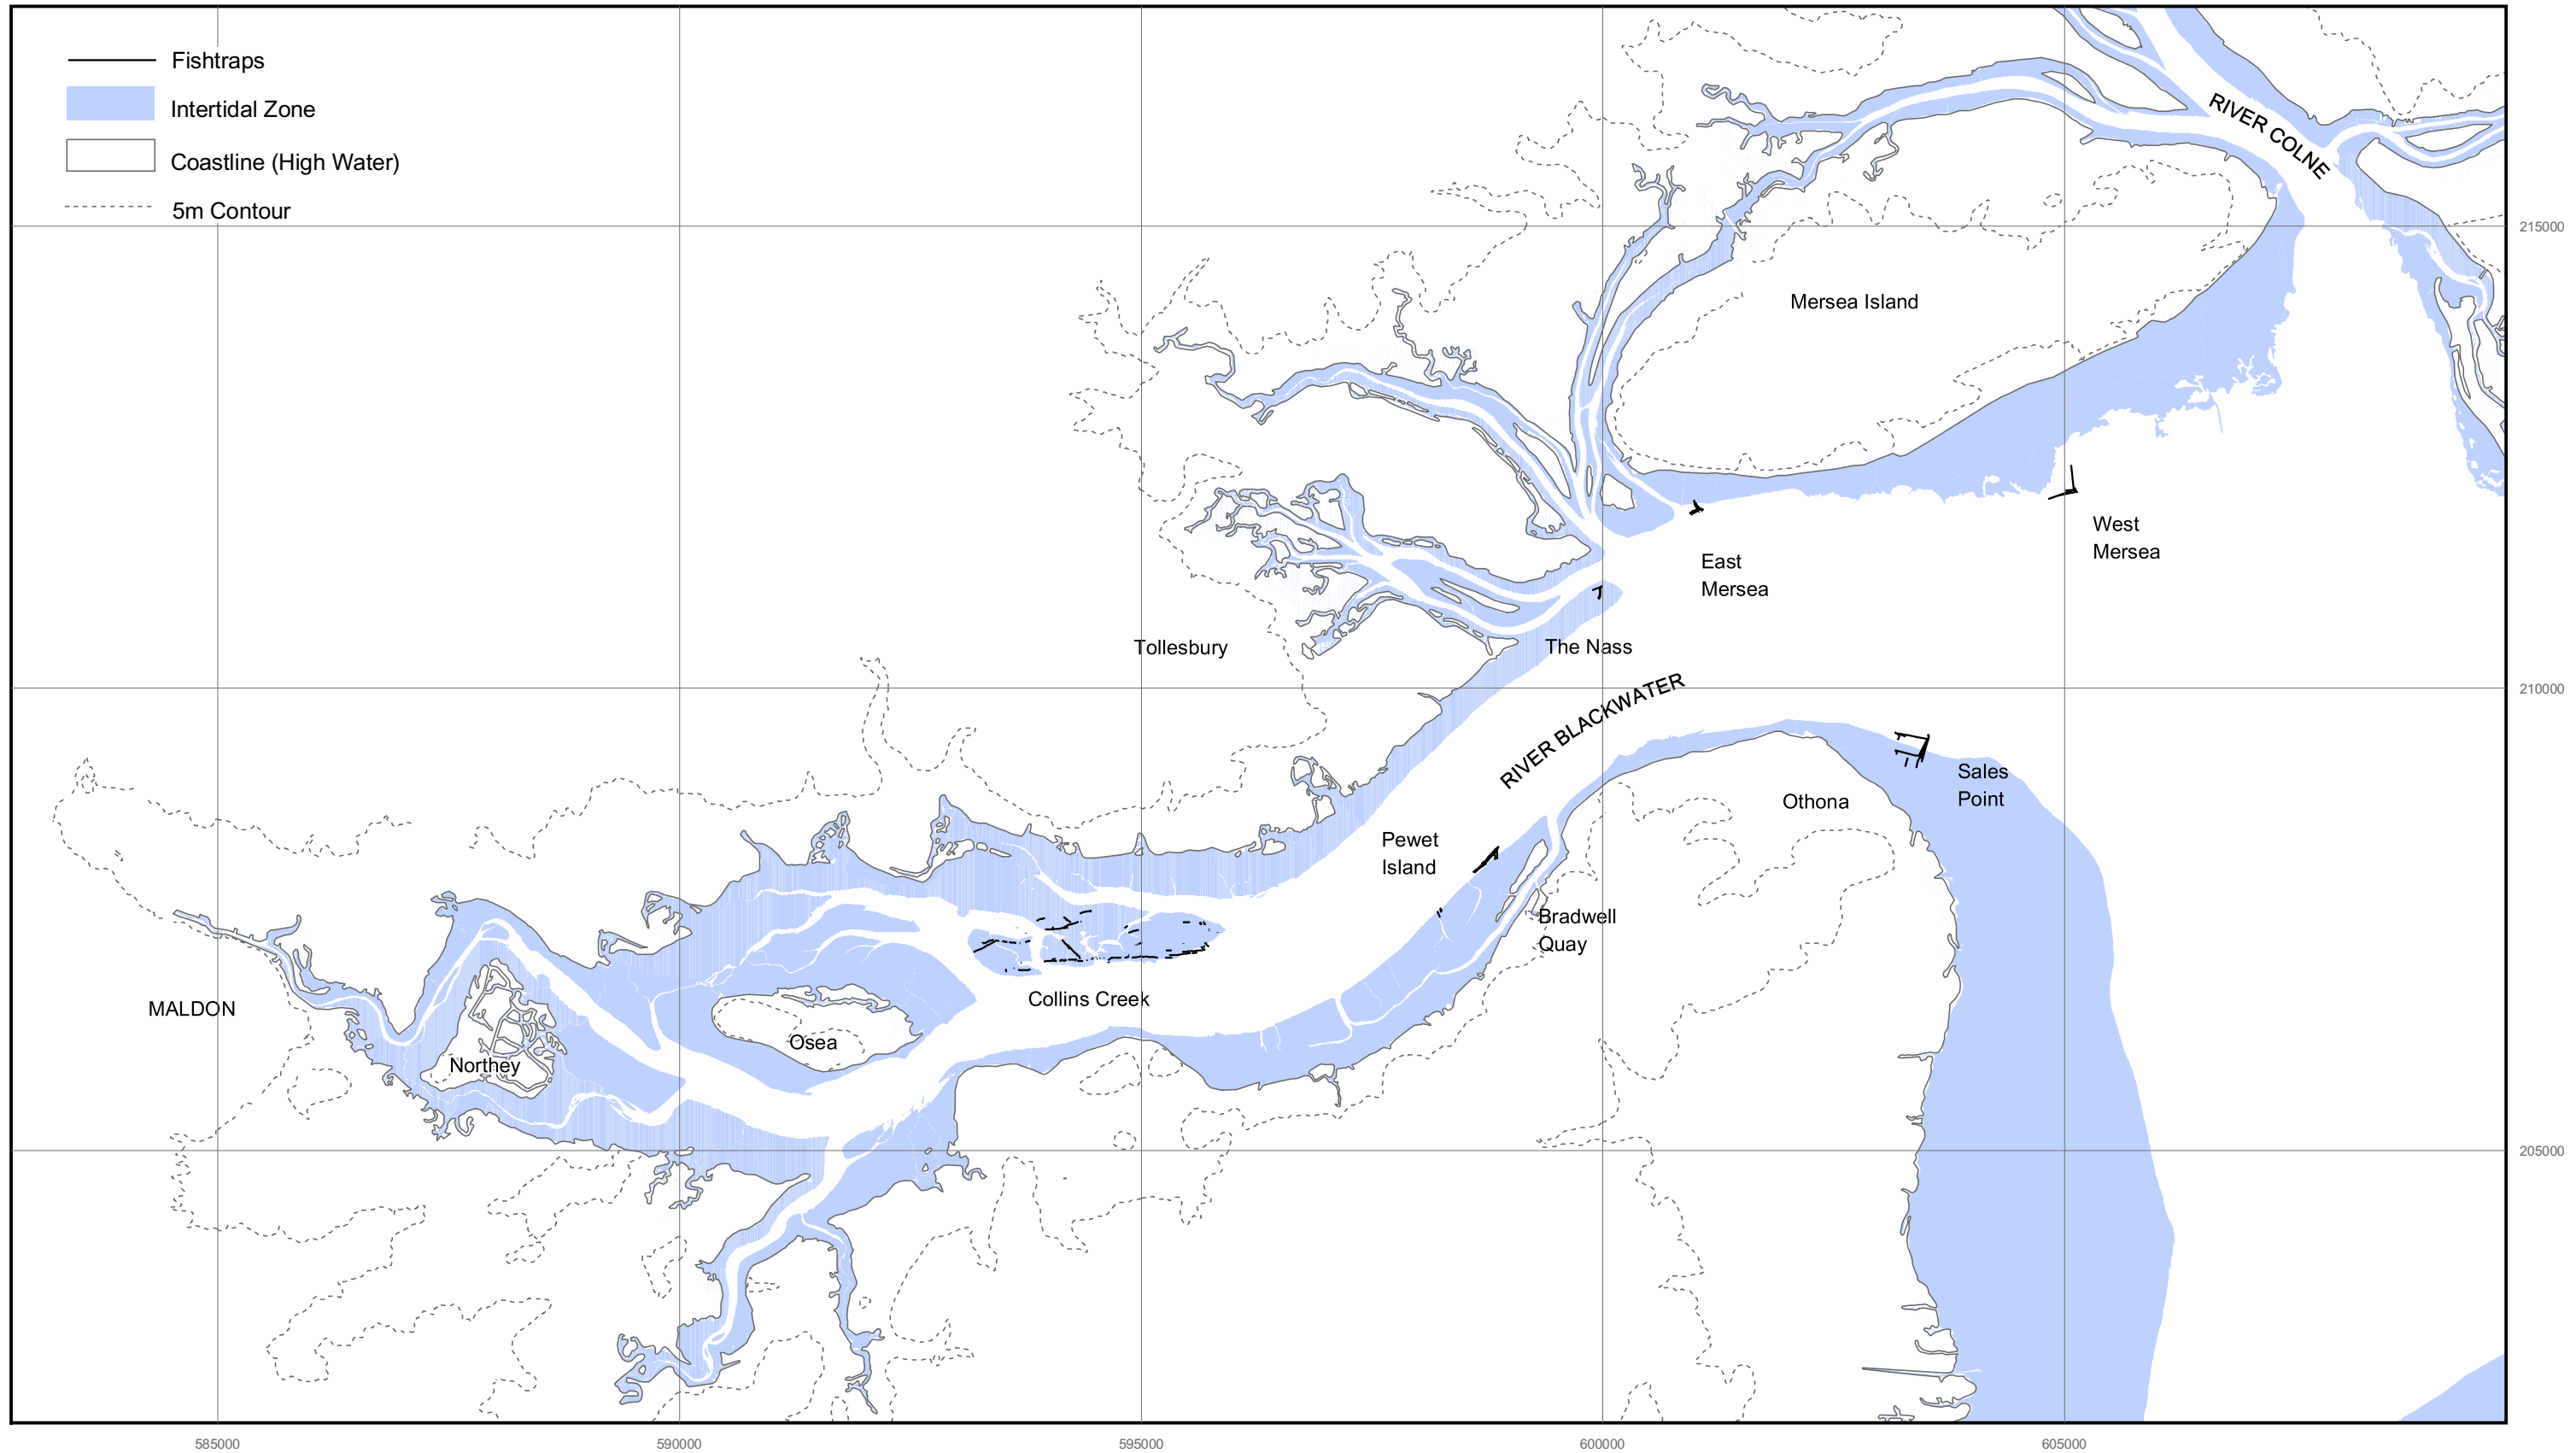 Fishtraps
Intertidal Zone
Coastline (High Water)
5m Contour
RIVER COLNE
215000
Mersea Island
West
Mersea
East
Mersea
Tollesbury
The Nass
RIVER BLACKWATER
210000
Sales
Point
Othona
Pewet
Island
Bradwell
Quay
Collins Creek
MALDON
Osea
Northey
205000
585000
590000
595000
600000
605000